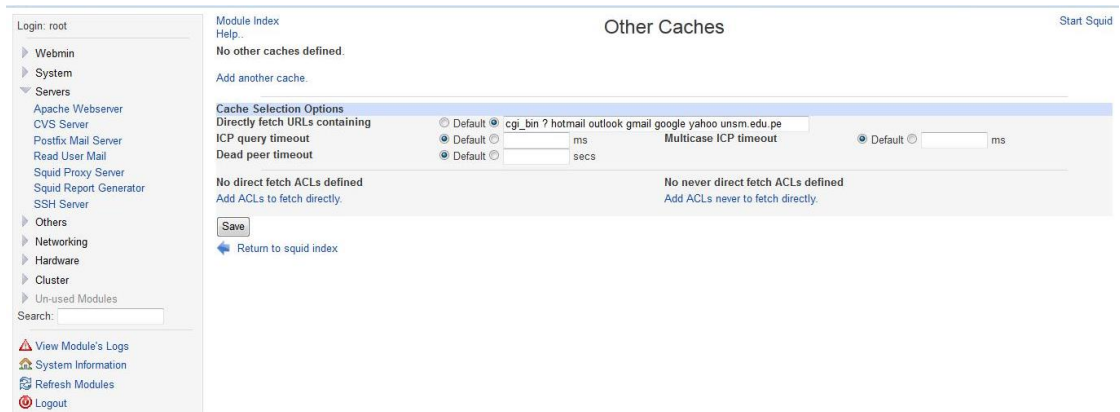 Login: root
Webmin
System
Servers
Apache Webserver
CVS Server
Postfix Mail Server
Read User Mail
Squid Proxy Server
Squid Report Generator
SSH Server
Others
Networking
Hardware
Cluster
Un-used Modules
Search:
View Module's Logs
System Information
Refresh Modules
Logout
Module Index
Help..
Other Caches
Start Squid
No other caches defined.
Add another cache.
Cache Selection Options
Directly fetch URLs containing Default cgi_bin ? hotmail outlook gmail google yahoo unsm.edu.pe
ICP query timeout Default ms Multicase ICP timeout Default ms
Dead peer timeout Default secs
No direct fetch ACLs defined No never direct fetch ACLs defined
Add ACLs to fetch directly. Add ACLs never to fetch directly.
Save
Return to squid index